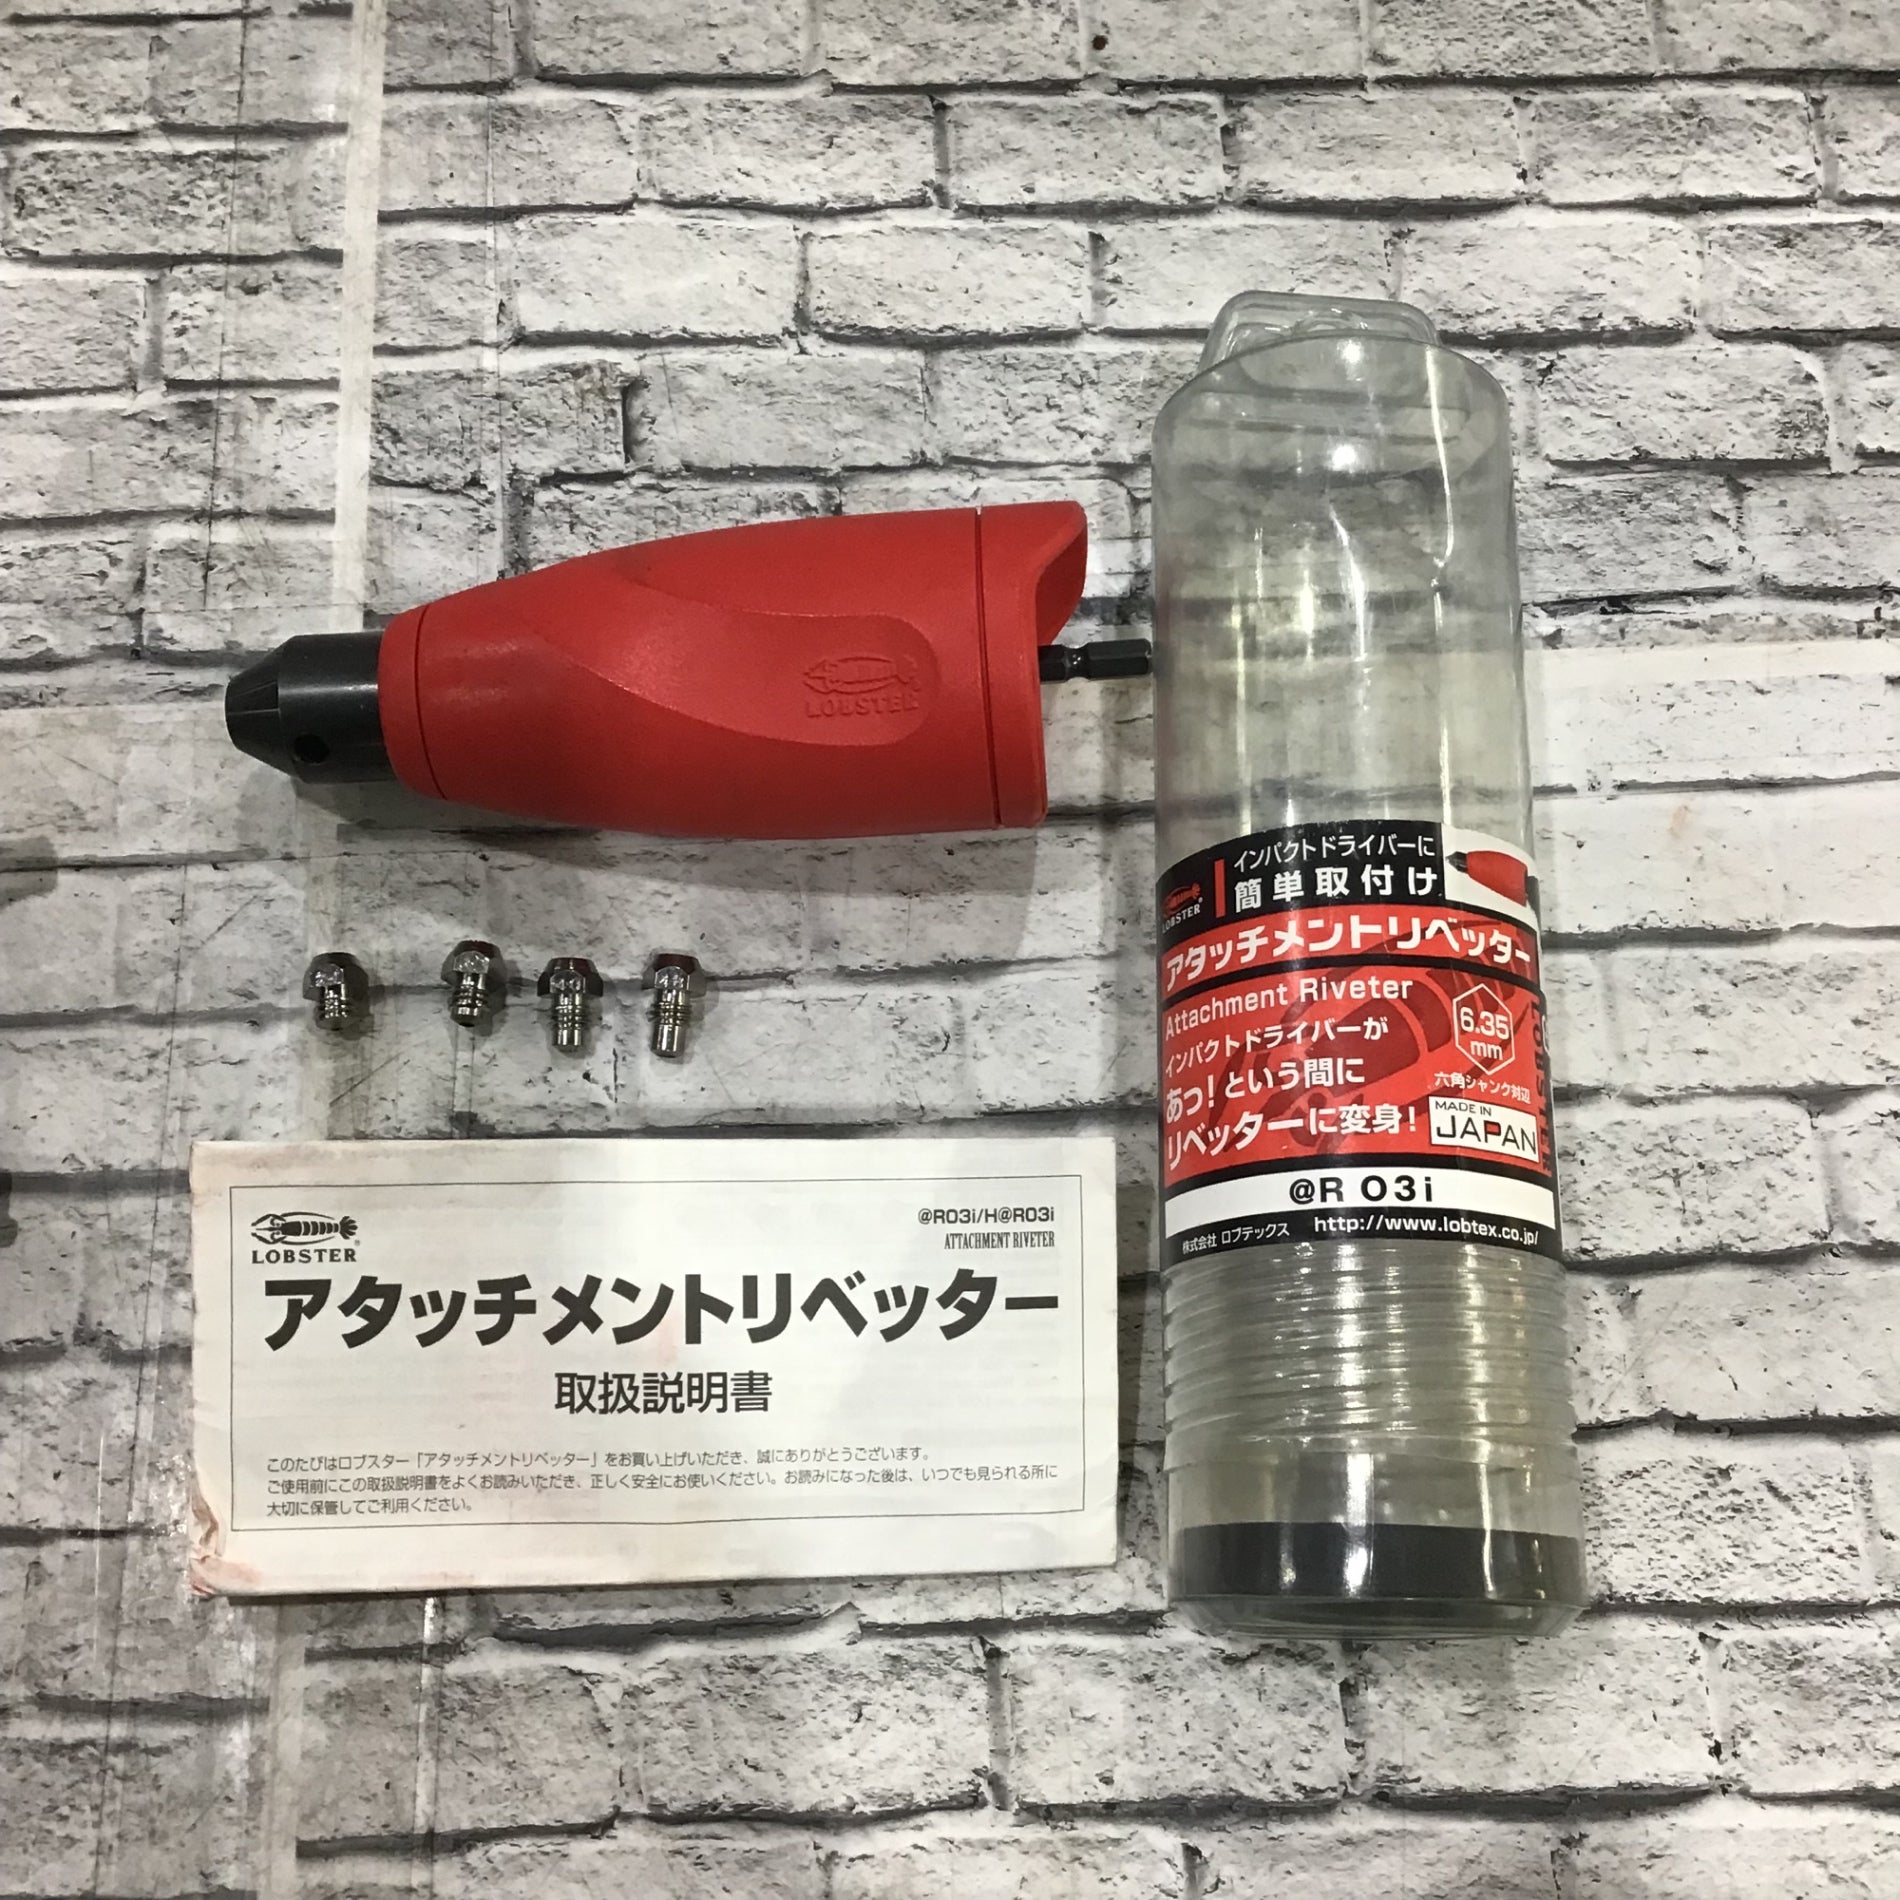 LOBSTER
インパクトドライバーに
簡単取付け
LOBSTER
アタッチメントリベッター
Attachment Riveter
6.35
mm
六角シャンク対辺
インパクトドライバーが
あっ!という間に
リベッターに変身!
MADE IN
JAPAN
@R 03i
株式会社 ロブテックス http://www.lobtex.co.jp/
LOBSTER
@R03i/H@R03i
ATTACHMENT RIVETER
アタッチメントリベッター
取扱説明書
このたびはロブスター「アタッチメントリベッター」をお買い上げいただき、誠にありがとうございます。
ご使用前にこの取扱説明書をよくお読みいただき、正しく安全にお使いください。お読みになった後は、いつでも見られる所に
大切に保管してご利用ください。